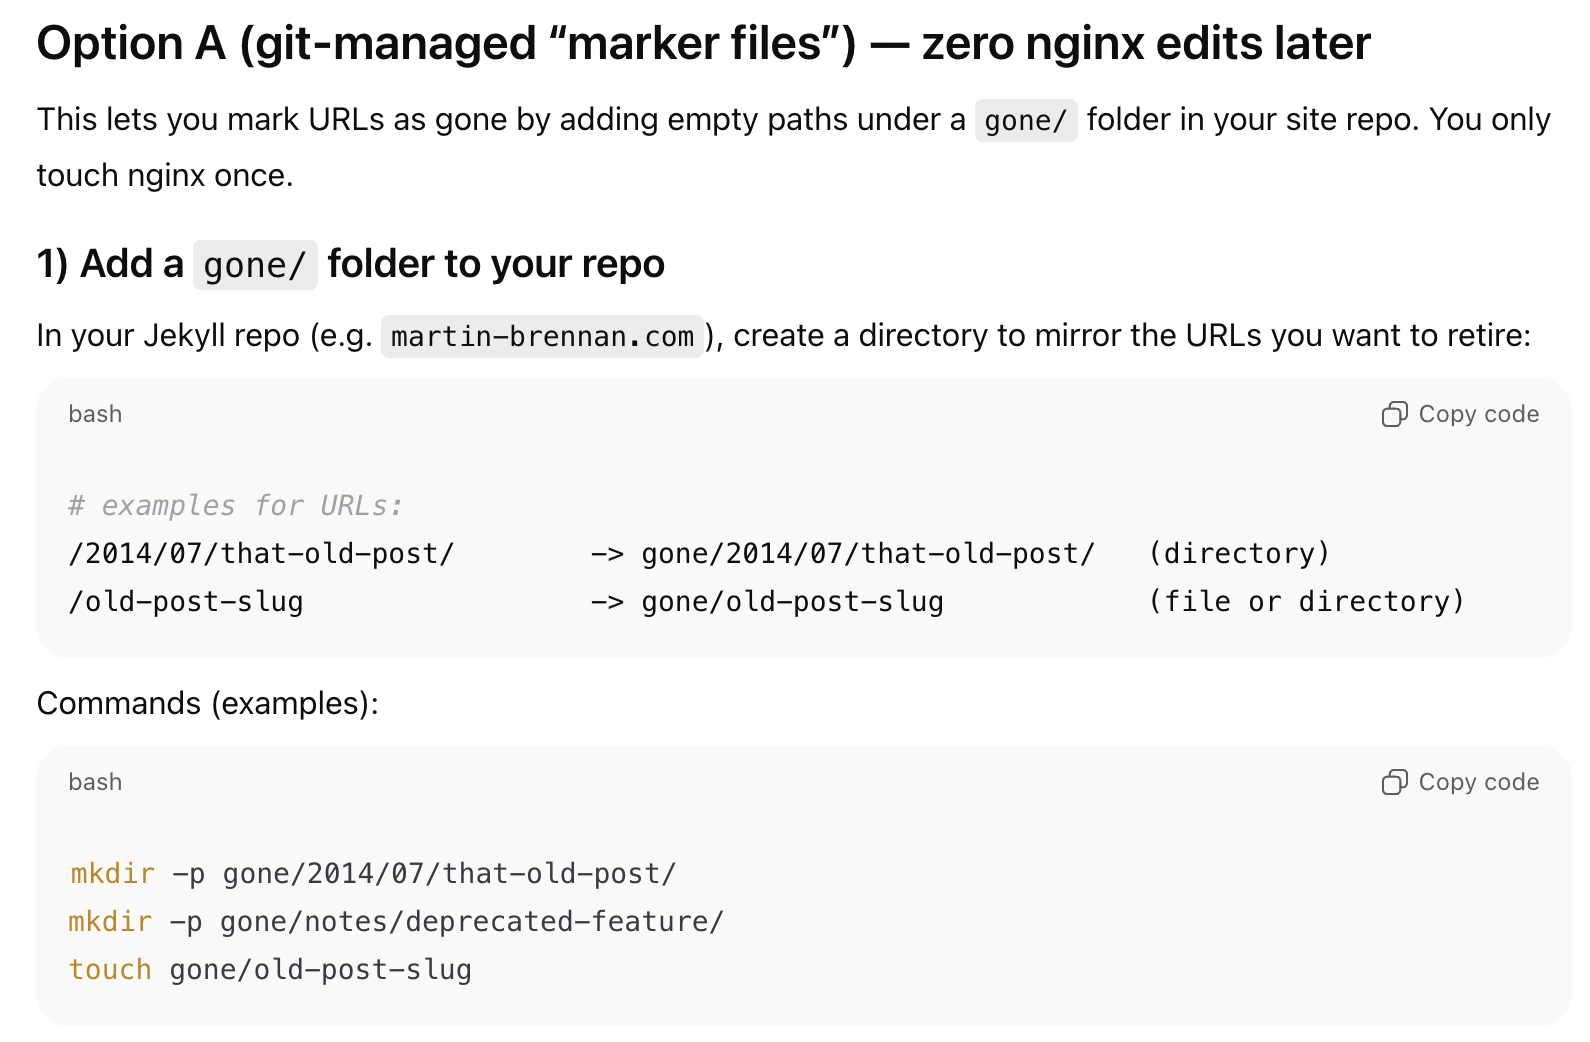 Option A (git-managed “marker files”) — zero nginx edits later
This lets you mark URLs as gone by adding empty paths under a gone/ folder in your site repo. You only
touch nginx once.
1) Add a gone/ folder to your repo
In your Jekyll repo (e.g. martin-brennan.com), create a directory to mirror the URLs you want to retire:
bash Copy code
# examples for URLs:
/2014/07/that-old-post/ -> gone/2014/07/that-old-post/ (directory)
/old-post-slug -> gone/old-post-slug (file or directory)
Commands (examples):
bash Copy code
mkdir -p gone/2014/07/that-old-post/
mkdir -p gone/notes/deprecated-feature/
touch gone/old-post-slug